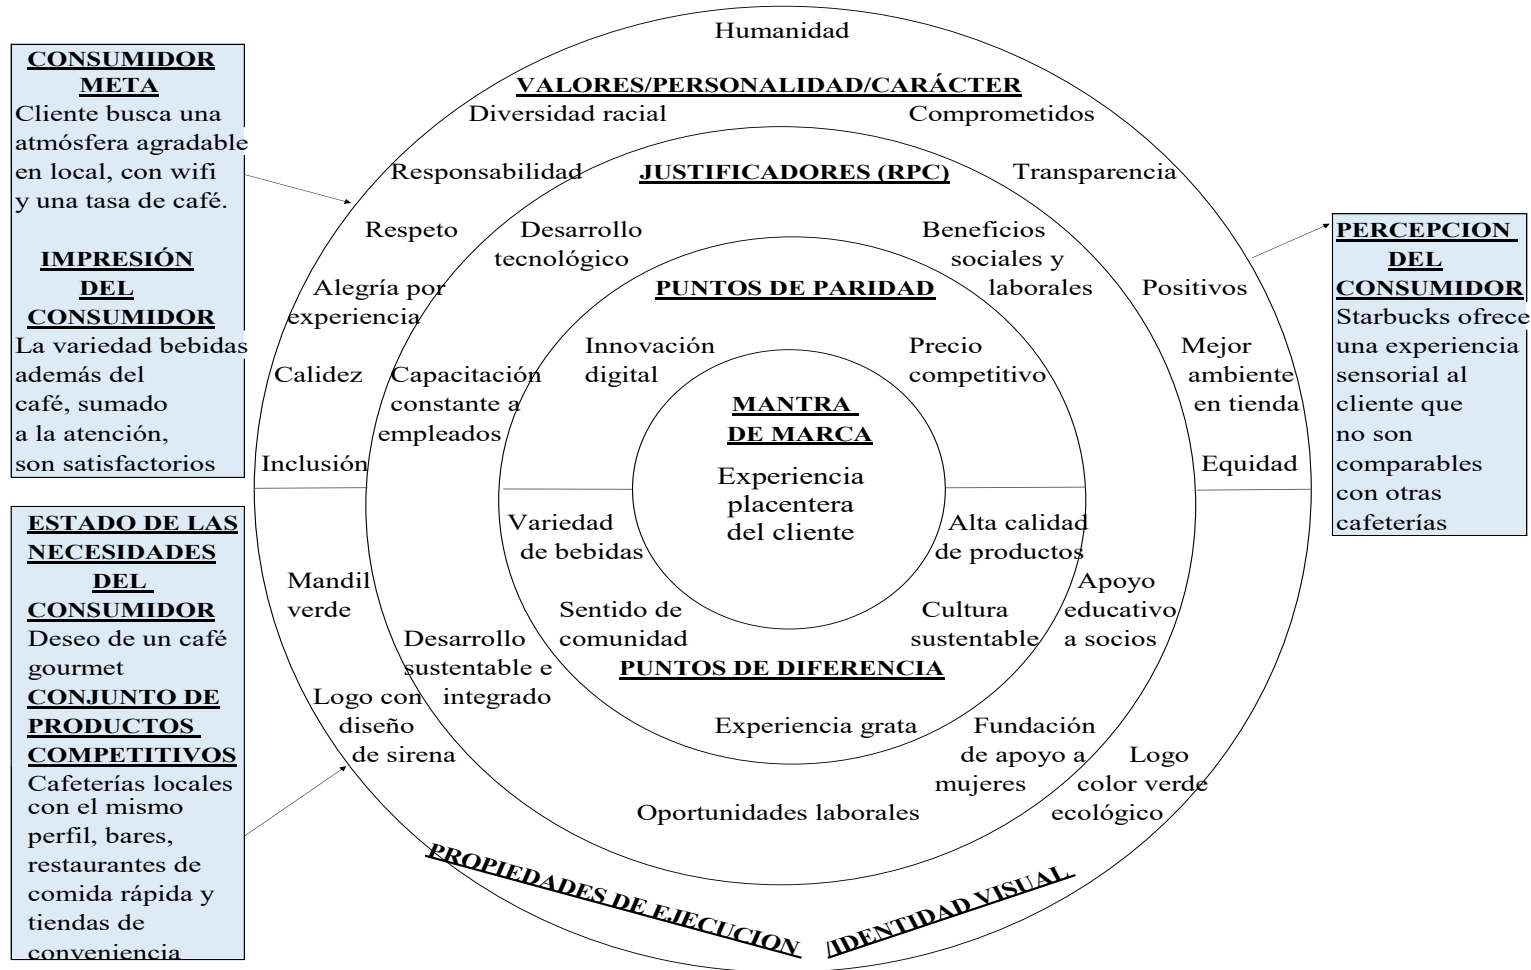 CONSUMIDOR
META
Cliente busca una
atmósfera agradable
en local, con wifi
y una tasa de café.
IMPRESIÓN
DEL
CONSUMIDOR
La variedad bebidas
además del
café, sumado
a la atención,
son satisfactorios
ESTADO DE LAS
NECESIDADES
DEL
CONSUMIDOR
Deseo de un café
gourmet
CONJUNTO DE
PRODUCTOS
COMPETITIVOS
Cafeterías locales
con el mismo
perfil, bares,
restaurantes de
comida rápida y
tiendas de
conveniencia
Humanidad
VALORES/PERSONALIDAD/CARÁCTER
Diversidad racial
Comprometidos
Responsabilidad
Transparencia
Respeto
Alegría por
experiencia
Positivos
Calidez
Mejor
ambiente
en tienda
Inclusión
Equidad
JUSTIFICADORES (RPC)
Desarrollo
tecnológico
Beneficios
sociales y
laborales
Capacitación
constante a
empleados
PUNTOS DE PARIDAD
Innovación
digital
Precio
competitivo
MANTRA
DE MARCA
Experiencia
placentera
del cliente
Variedad
de bebidas
Alta calidad
de productos
Sentido de
comunidad
Cultura
sustentable
PUNTOS DE DIFERENCIA
Experiencia grata
Apoyo
educativo
a socios
Desarrollo
sustentable e
integrado
Fundación
de apoyo a
mujeres
Oportunidades laborales
Mandil
verde
Logo con
diseño
de sirena
Logo
color verde
ecológico
PROPIEDADES DE EJECUCION
/IDENTIDAD VISUAL
PERCEPCION
DEL
CONSUMIDOR
Starbucks ofrece
una experiencia
sensorial al
cliente que
no son
comparables
con otras
cafeterías